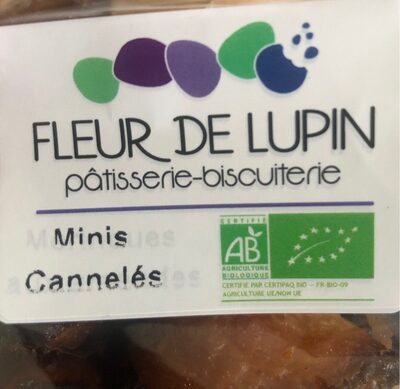 FLEUR DE LUPIN
pâtisserie-biscuiterie
Minis
Cannelés
CERTIFIÉ
AB
AGRICULTURE
BIOLOGIQUE
CERTIFIÉ PAR CERTIPAQ BIO – FR-BIO-09
AGRICULTURE UE/NON UE